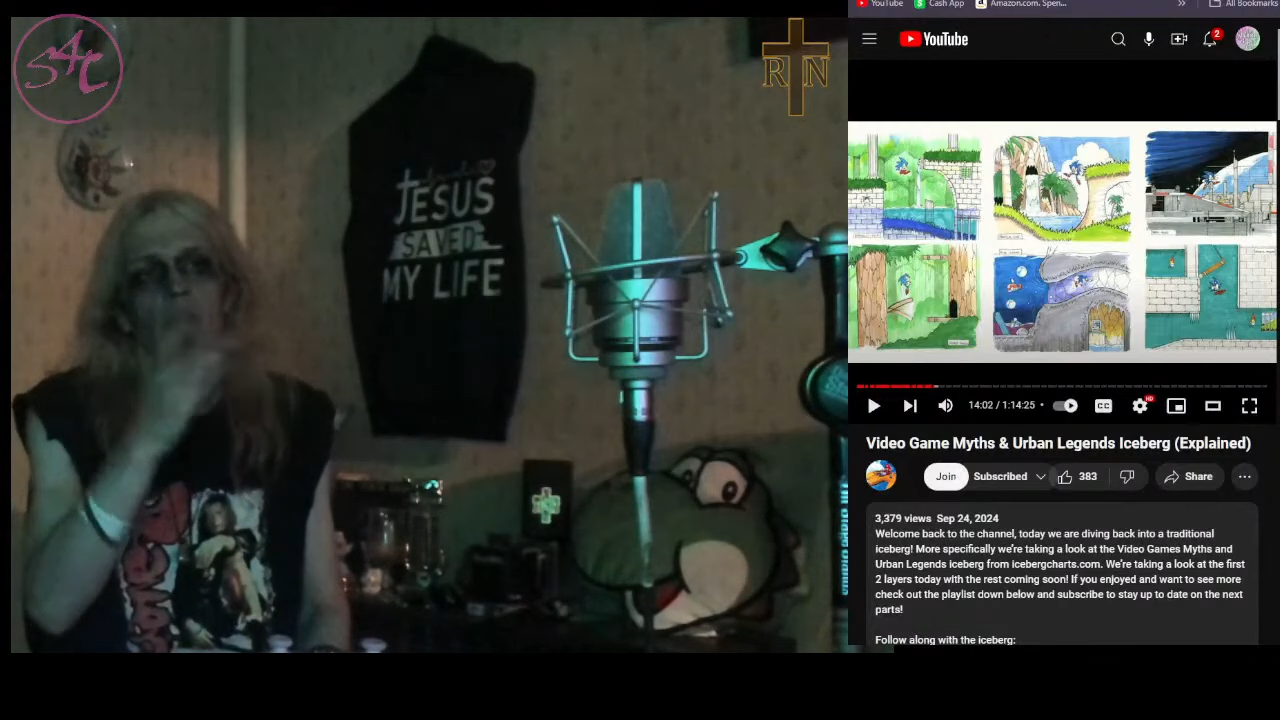 YouTube
Cash App
Amazon.com. Spen...
»
All Bookmarks
S4C
R N
YouTube
2
JESUS
SAVED
MY LIFE
14:02 / 1:14:25
CC
HD
Video Game Myths & Urban Legends Iceberg (Explained)
Join
Subscribed
383
Share
3,379 views Sep 24, 2024
Welcome back to the channel, today we are diving back into a traditional
iceberg! More specifically we're taking a look at the Video Games Myths and
Urban Legends iceberg from icebergcharts.com. We're taking a look at the first
2 layers today with the rest coming soon! If you enjoyed and want to see more
check out the playlist down below and subscribe to stay up to date on the next
parts!
Follow along with the iceberg: